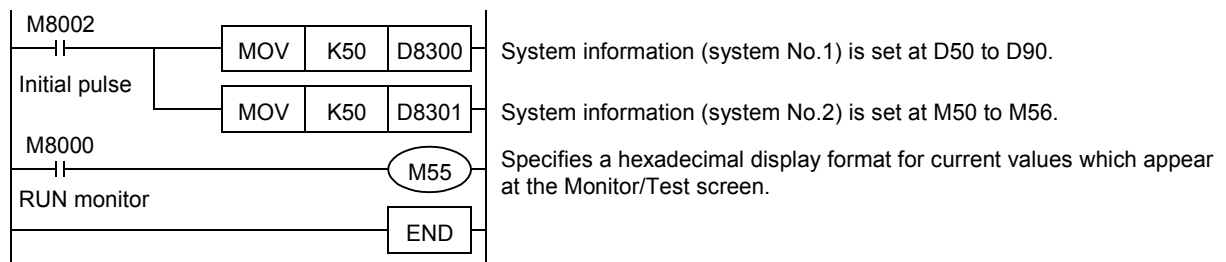 M8002
MOV K50 D8300 System information (system No.1) is set at D50 to D90.
Initial pulse
MOV K50 D8301 System information (system No.2) is set at M50 to M56.
M8000
M55 Specifies a hexadecimal display format for current values which appear
at the Monitor/Test screen.
RUN monitor
END